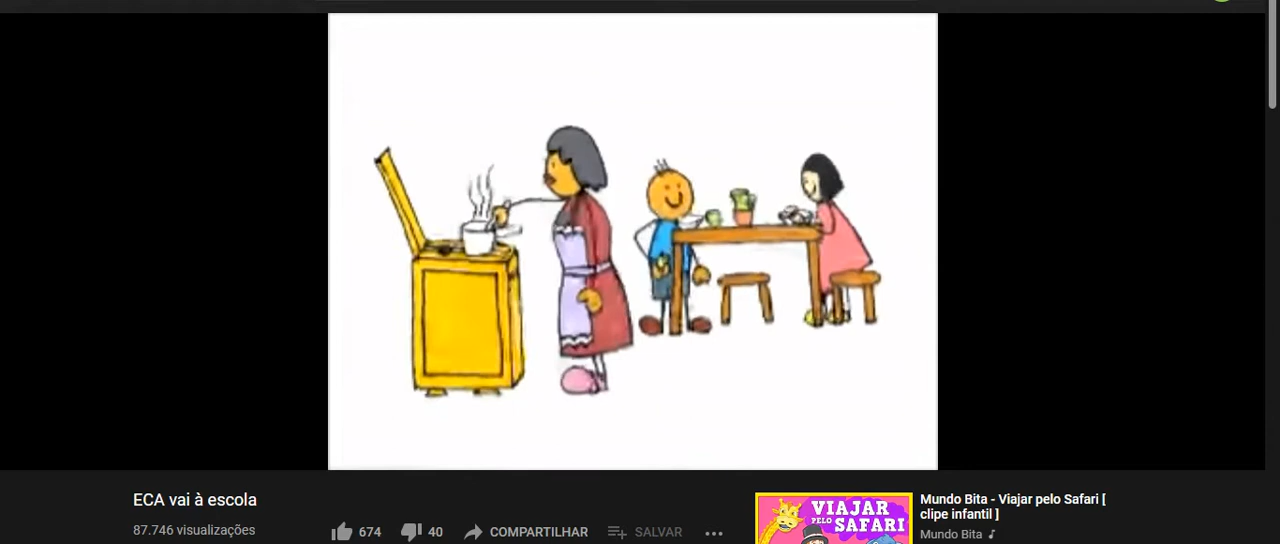 ECA vai à escola
87.746 visualizações
674
40
COMPARTILHAR
SALVAR
VIAJAR
PELO SAFARI
Mundo Bita - Viajar pelo Safari [
clipe infantil ]
Mundo Bita